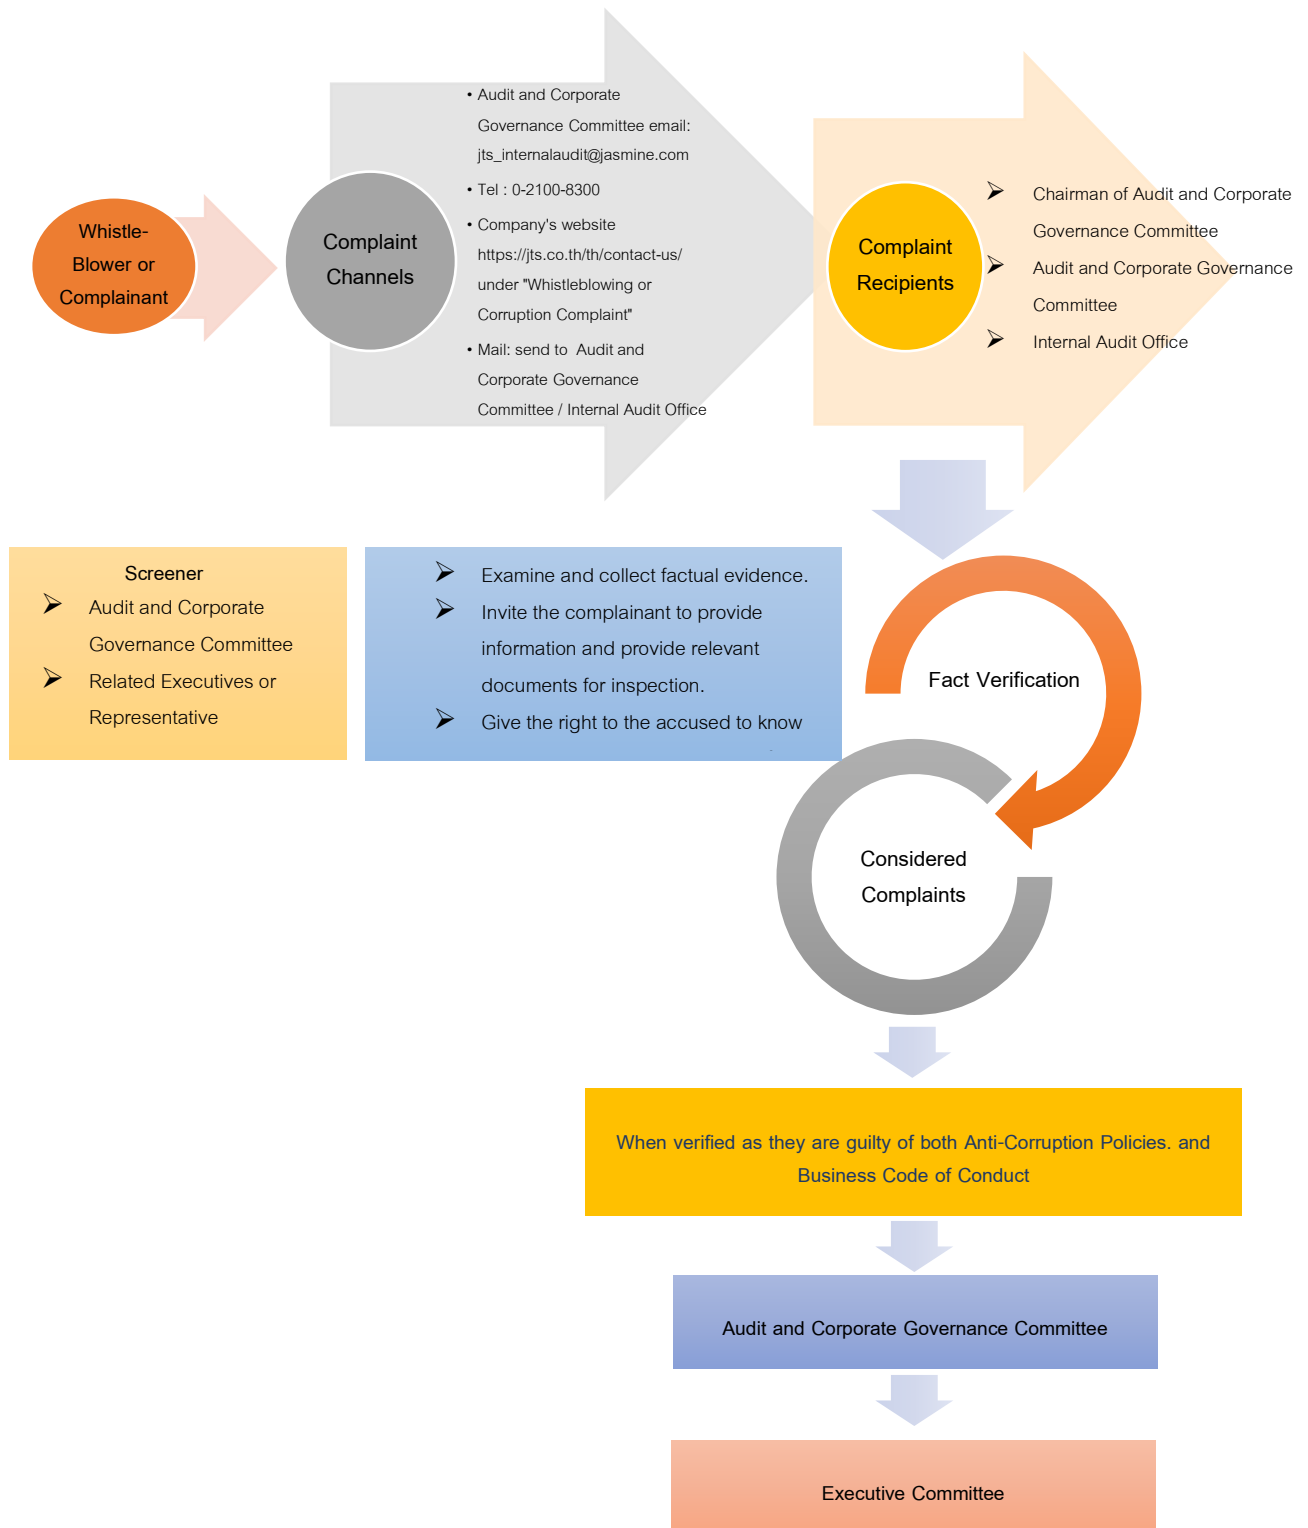 Whistle-
Blower or
Complainant
Complaint
Channels
• Audit and Corporate
Governance Committee email:
jts_internalaudit@jasmine.com
• Tel : 0-2100-8300
• Company's website
https://jts.co.th/th/contact-us/
under "Whistleblowing or
Corruption Complaint"
• Mail: send to Audit and
Corporate Governance
Committee / Internal Audit Office
Complaint
Recipients
➢ Chairman of Audit and Corporate
Governance Committee
➢ Audit and Corporate Governance
Committee
➢ Internal Audit Office
Screener
➢ Audit and Corporate
Governance Committee
➢ Related Executives or
Representative
➢ Examine and collect factual evidence.
➢ Invite the complainant to provide
information and provide relevant
documents for inspection.
➢ Give the right to the accused to know
Fact Verification
Considered
Complaints
When verified as they are guilty of both Anti-Corruption Policies. and
Business Code of Conduct
Audit and Corporate Governance Committee
Executive Committee